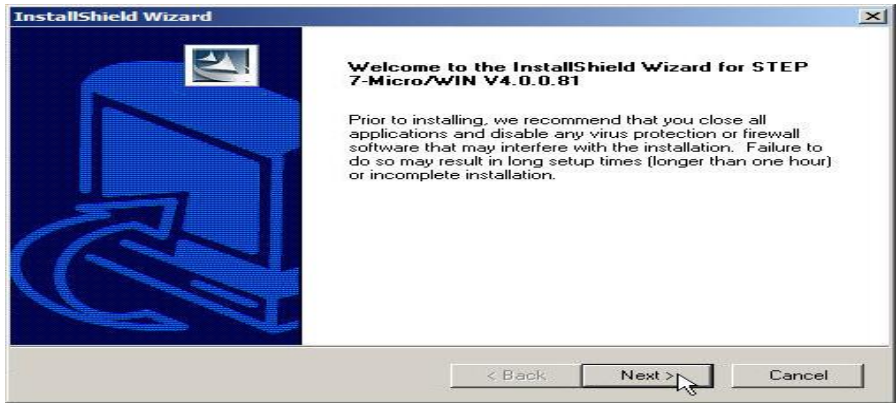 InstallShield Wizard
Welcome to the InstallShield Wizard for STEP
7-Micro/WIN V4.0.0.81
Prior to installing, we recommend that you close all
applications and disable any virus protection or firewall
software that may interfere with the installation. Failure to
do so may result in long setup times (longer than one hour)
or incomplete installation.
< Back Next > Cancel